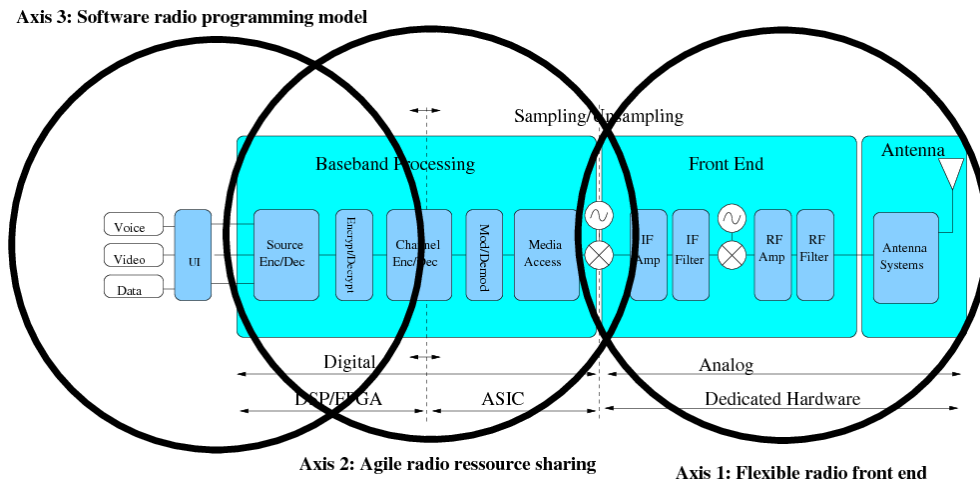 Axis 3: Software radio programming model
Sampling/Upsampling
Baseband Processing
Front End
Antenna
Voice
Video
Data
UI
Source
Enc/Dec
Encrypt/Decrypt
Channel
Enc/Dec
Mod/Demod
Media
Access
IF
Amp
IF
Filter
RF
Amp
RF
Filter
Antenna
Systems
Digital
Analog
DSP/FPGA
ASIC
Dedicated Hardware
Axis 2: Agile radio ressource sharing
Axis 1: Flexible radio front end